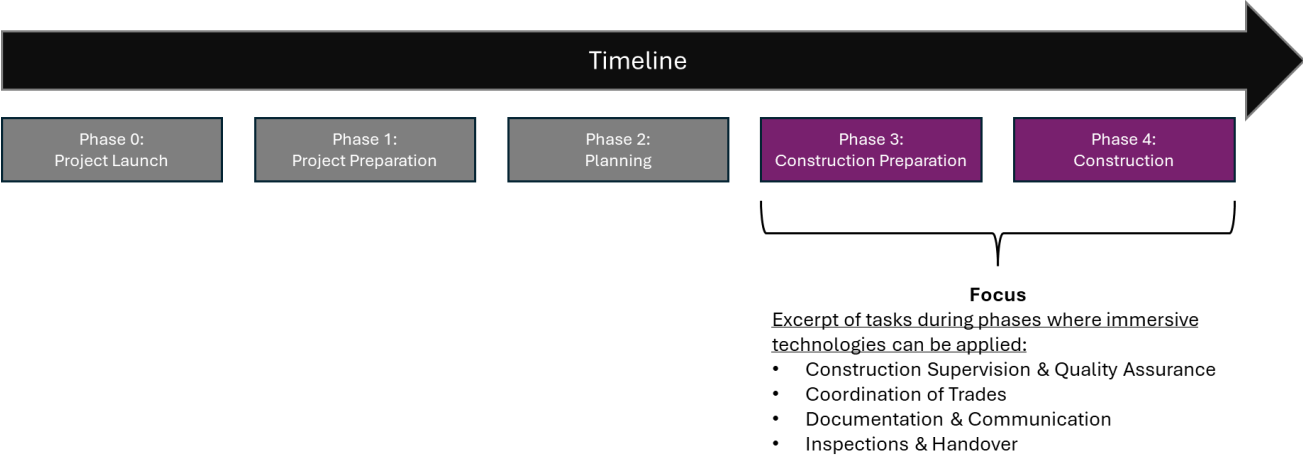 Timeline
Phase 0:
Project Launch
Phase 1:
Project Preparation
Phase 2:
Planning
Phase 3:
Construction Preparation
Phase 4:
Construction
Focus
Excerpt of tasks during phases where immersive
technologies can be applied:
• Construction Supervision & Quality Assurance
• Coordination of Trades
• Documentation & Communication
• Inspections & Handover